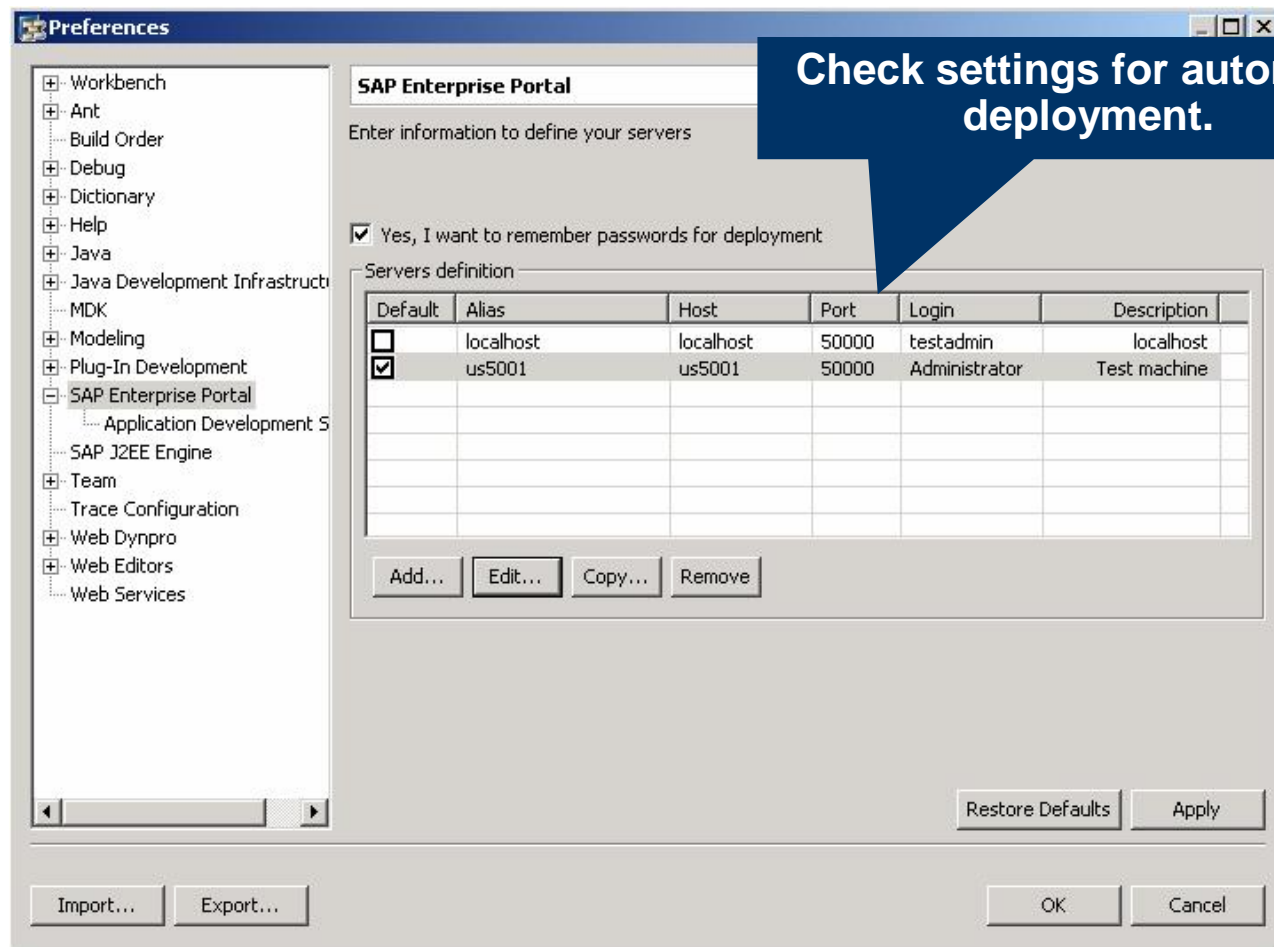 Preferences
Check settings for
deployment.
Workbench
Ant
Build Order
Debug
Dictionary
Help
Java
Java Development
MDK
Modeling
Plug-In Development
SAP Enterprise Portal
Application Development
SAP J2EE Engine
Team
Trace Configuration
Web Dynpro
Web Editors
Web Services
SAP Enterprise Portal
Enter information to define your servers
Yes, I want to remember passwords for deployment
Servers definition
Default Alias Host Port Login Description
localhost localhost 50000 testadmin localhost
us5001 us5001 50000 Administrator Test machine
Add... Edit... Copy... Remove
Restore Defaults Apply
Import... Export... OK Cancel